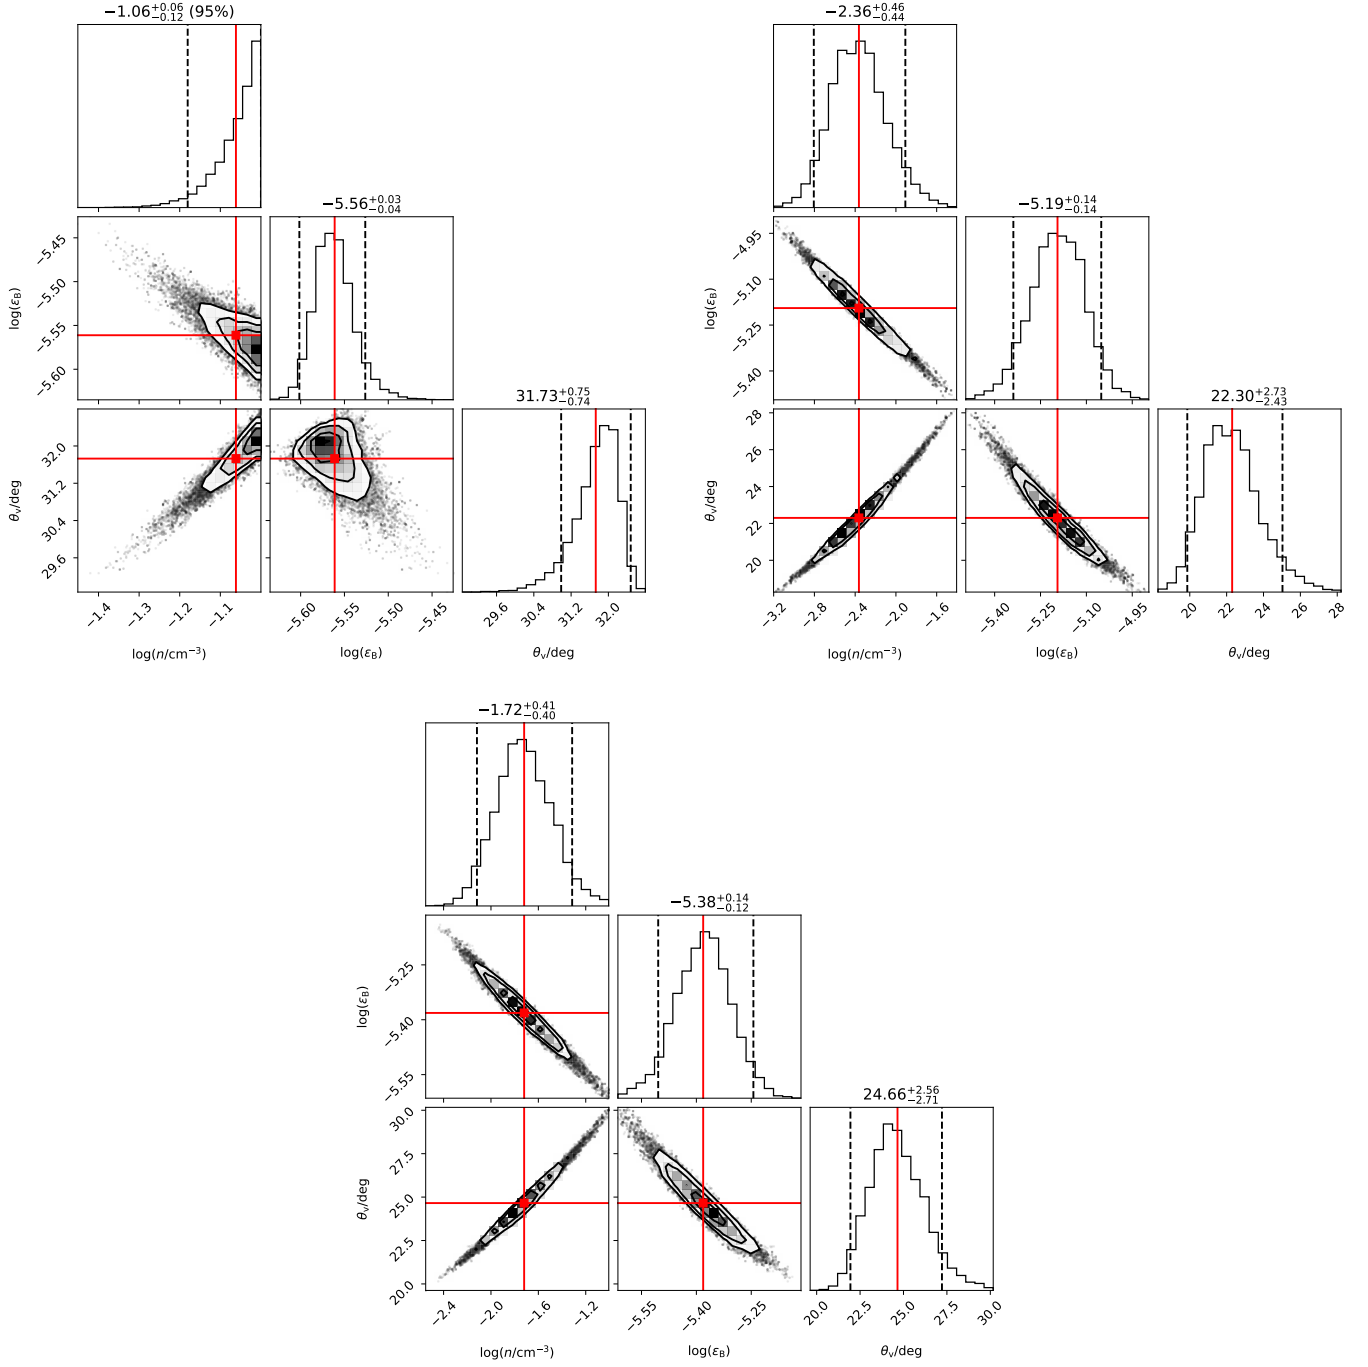 −1.06 +0.06 −0.12 (95%)
−5.56 +0.03 −0.04
31.73 +0.75 −0.74
log(εB)
−5.45
−5.50
−5.55
−5.60
θv/deg
32.0
31.2
30.4
29.6
−1.4 −1.3 −1.2 −1.1
log(n/cm−3)
−5.60 −5.55 −5.50 −5.45
log(εB)
29.6 30.4 31.2 32.0
θv/deg
−2.36 +0.46 −0.44
−5.19 +0.14 −0.14
22.30 +2.73 −2.43
log(εB)
−4.95
−5.10
−5.25
−5.40
θv/deg
28
26
24
22
20
−3.2 −2.8 −2.4 −2.0 −1.6
log(n/cm−3)
−5.40 −5.25 −5.10 −4.95
log(εB)
20 22 24 26 28
θv/deg
−1.72 +0.41 −0.40
−5.38 +0.14 −0.12
24.66 +2.56 −2.71
log(εB)
−5.25
−5.40
−5.55
θv/deg
30.0
27.5
25.0
22.5
20.0
−2.4 −2.0 −1.6 −1.2
log(n/cm−3)
−5.55 −5.40 −5.25
log(εB)
20.0 22.5 25.0 27.5 30.0
θv/deg